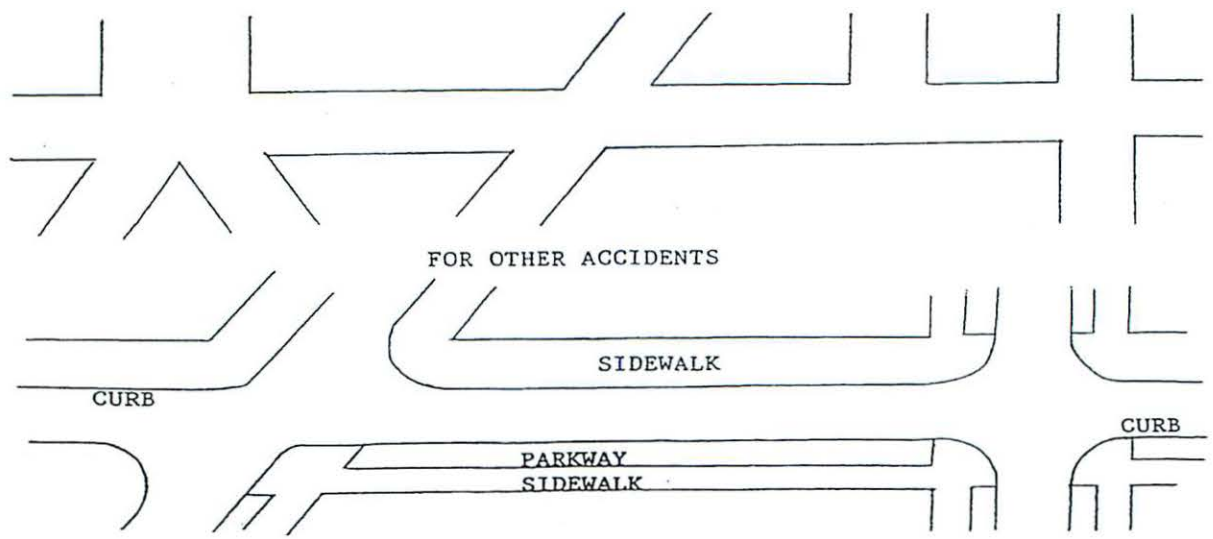 FOR OTHER ACCIDENTS
SIDEWALK
CURB
CURB
PARKWAY
SIDEWALK